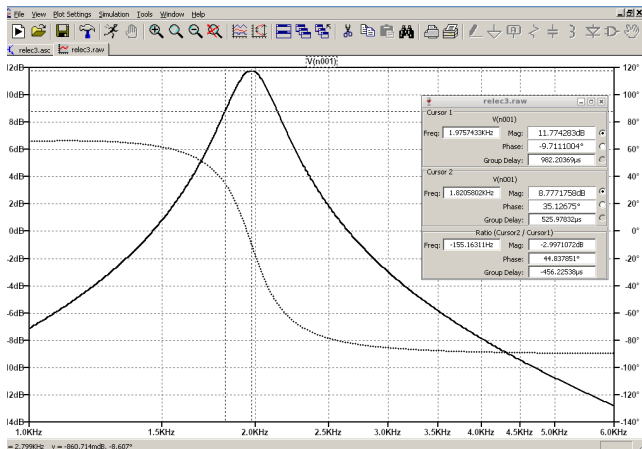 File View Plot Settings Simulation Tools Window Help
relec3.asc relec3.raw
V(n001)
12dB 120°
10dB 100°
8dB 80°
6dB 60°
4dB 40°
2dB 20°
0dB 0°
-2dB -20°
-4dB -40°
-6dB -60°
-8dB -80°
-10dB -100°
-12dB -120°
-14dB -140°
1.0KHz 1.5KHz 2.0KHz 2.5KHz 3.0KHz 3.5KHz 4.0KHz 4.5KHz 5.0KHz 6.0KHz
relec3.raw
Cursor 1
V(n001)
Freq: 1.9757433KHz Mag: 11.774283dB
Phase: -9.7111004°
Group Delay: 982.20369µs
Cursor 2
V(n001)
Freq: 1.8205802KHz Mag: 8.7771758dB
Phase: 35.12675°
Group Delay: 525.97832µs
Ratio (Cursor2 / Cursor1)
Freq: -155.16311Hz Mag: -2.9971072dB
Phase: 44.837851°
Group Delay: -456.22538µs
= 2.799KHz y = -860.714mdB, -8.607°